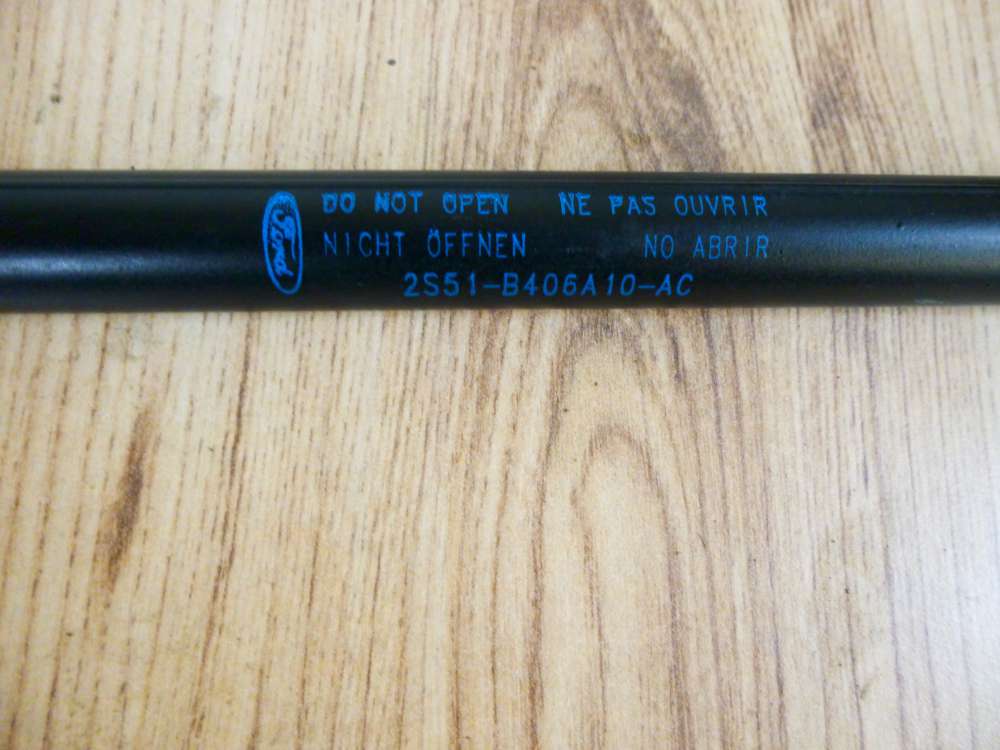 Ford
DO NOT OPEN NE PAS OUVRIR
NICHT ÖFFNEN NO ABRIR
2S51-B406A10-AC